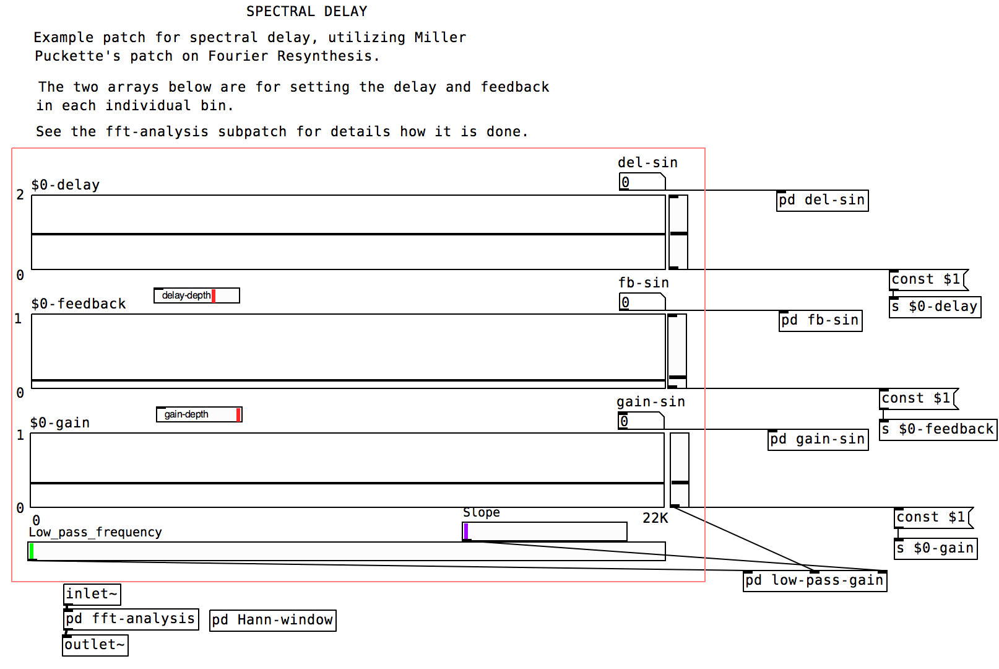 SPECTRAL DELAY
Example patch for spectral delay, utilizing Miller
Puckette's patch on Fourier Resynthesis.
The two arrays below are for setting the delay and feedback
in each individual bin.
See the fft-analysis subpatch for details how it is done.
del-sin
0
$0-delay
2
pd del-sin
0
const $1
fb-sin
delay-depth
0
$0-feedback
s $0-delay
1
pd fb-sin
0
const $1
gain-sin
gain-depth
0
$0-gain
s $0-feedback
1
pd gain-sin
0
Slope
0
22K
const $1
Low_pass_frequency
s $0-gain
pd low-pass-gain
inlet~
pd fft-analysis
pd Hann-window
outlet~